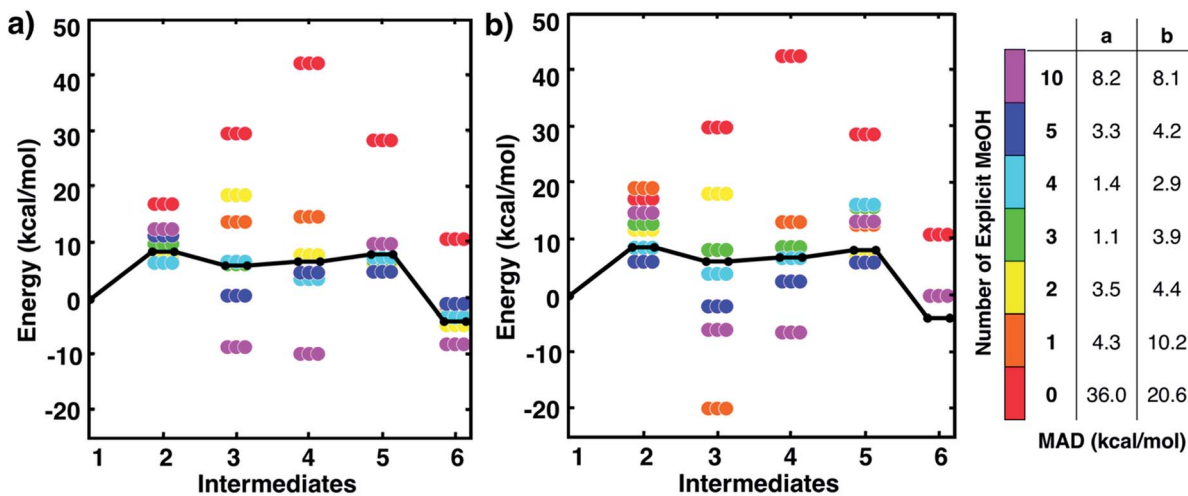 a)
50
40
30
20
10
0
-10
-20
Energy (kcal/mol)
1 2 3 4 5 6
Intermediates
b)
50
40
30
20
10
0
-10
-20
Energy (kcal/mol)
1 2 3 4 5 6
Intermediates
Number of Explicit MeOH
a b
10 8.2 8.1
5 3.3 4.2
4 1.4 2.9
3 1.1 3.9
2 3.5 4.4
1 4.3 10.2
0 36.0 20.6
MAD (kcal/mol)